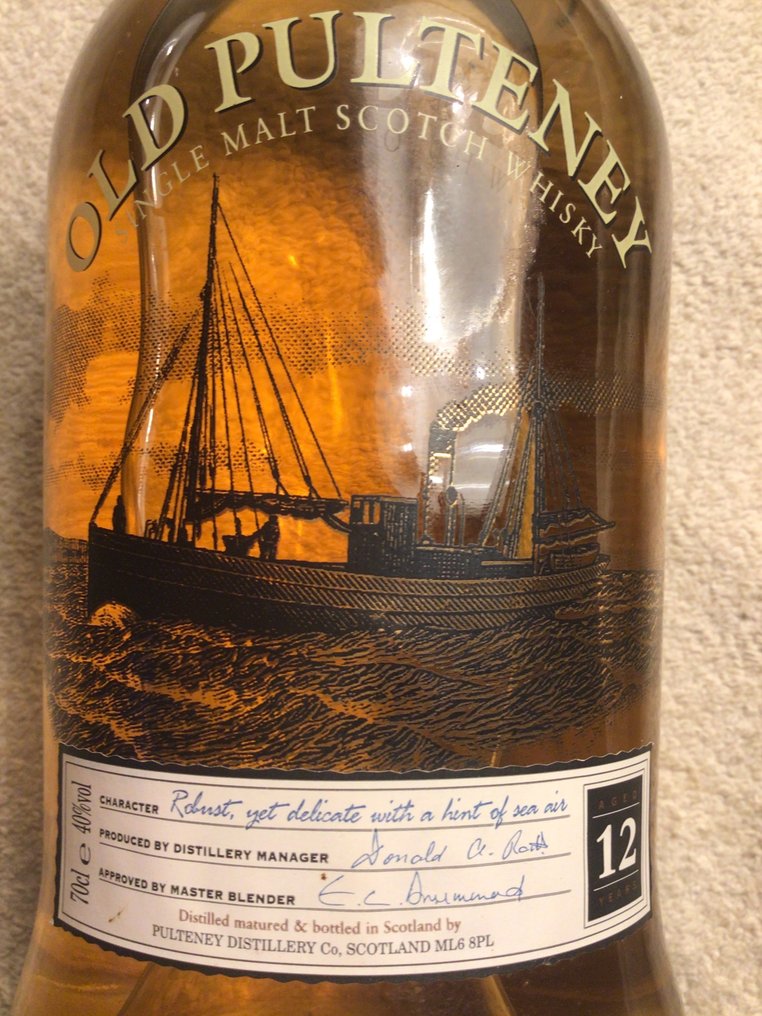 OLD PULTENEY
SINGLE MALT SCOTCH WHISKY
CHARACTER Robust, yet delicate with a hint of sea air
PRODUCED BY DISTILLERY MANAGER Donald A.
APPROVED BY MASTER BLENDER E. C.
Distilled matured & bottled in Scotland by
PULTENEY DISTILLERY Co, SCOTLAND ML6 8PL
70cl e 40%vol
AGED
12
YEARS